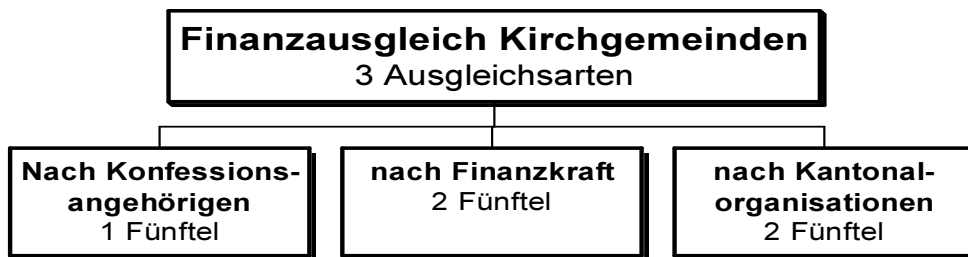 Finanzausgleich Kirchgemeinden
3 Ausgleichsarten
Nach Konfessions-
angehörigen
1 Fünftel
nach Finanzkraft
2 Fünftel
nach Kantonal-
organisationen
2 Fünftel